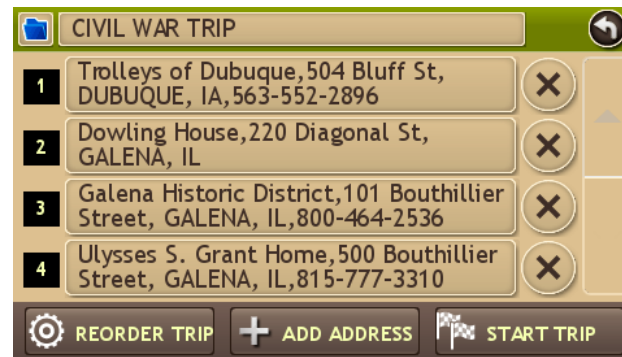 CIVIL WAR TRIP
1
Trolleys of Dubuque,504 Bluff St,
DUBUQUE, IA,563-552-2896
2
Dowling House,220 Diagonal St,
GALENA, IL
3
Galena Historic District,101 Bouthillier
Street, GALENA, IL,800-464-2536
4
Ulysses S. Grant Home,500 Bouthillier
Street, GALENA, IL,815-777-3310
REORDER TRIP
ADD ADDRESS
START TRIP